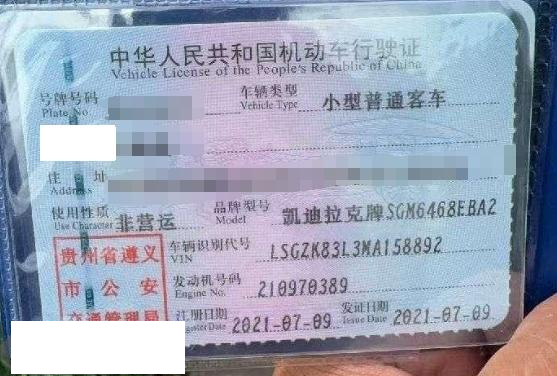 中华人民共和国机动车行驶证
Vehicle License of the People's Republic of China
号牌号码 车辆类型 小型普通客车
Plate No Vehicle Type
住 址
Address
使用性质 非营运 品牌型号 凯迪拉克牌SGM6468EBA2
Use Character Model
贵州省遵义 车辆识别代号 LSGZK83L3MA158892
VIN
市公安 发动机号码 210970389
Engine No.
交通管理局 注册日期 2021-07-09 发证日期 2021-07-09
Register Date Issue Date